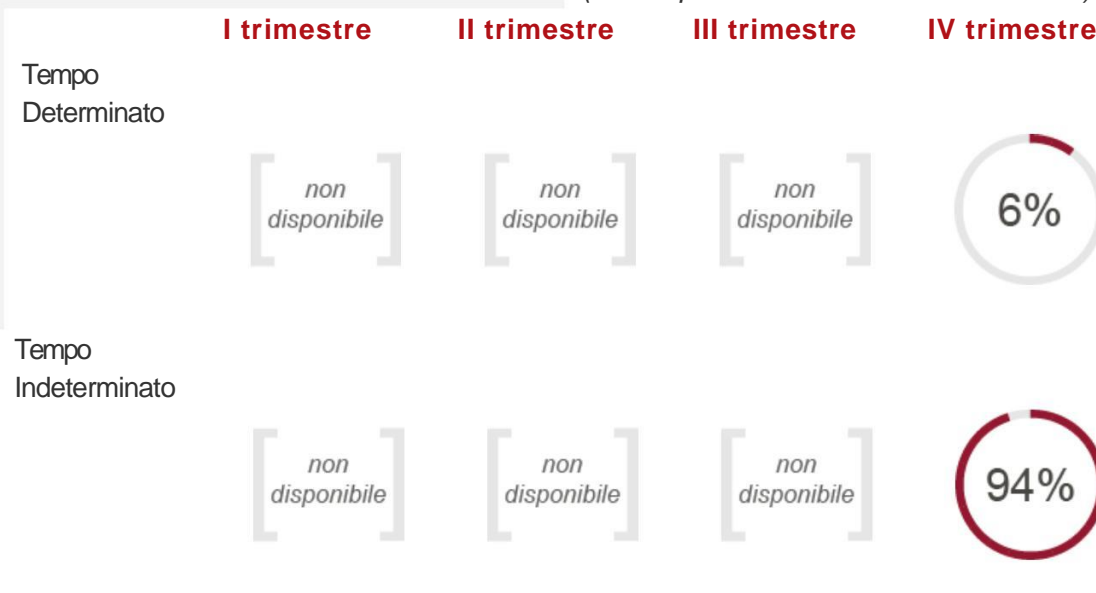 I trimestre II trimestre III trimestre IV trimestre
Tempo
Determinato
non non non
disponibile disponibile disponibile
6%
Tempo
Indeterminato
non non non
disponibile disponibile disponibile
94%